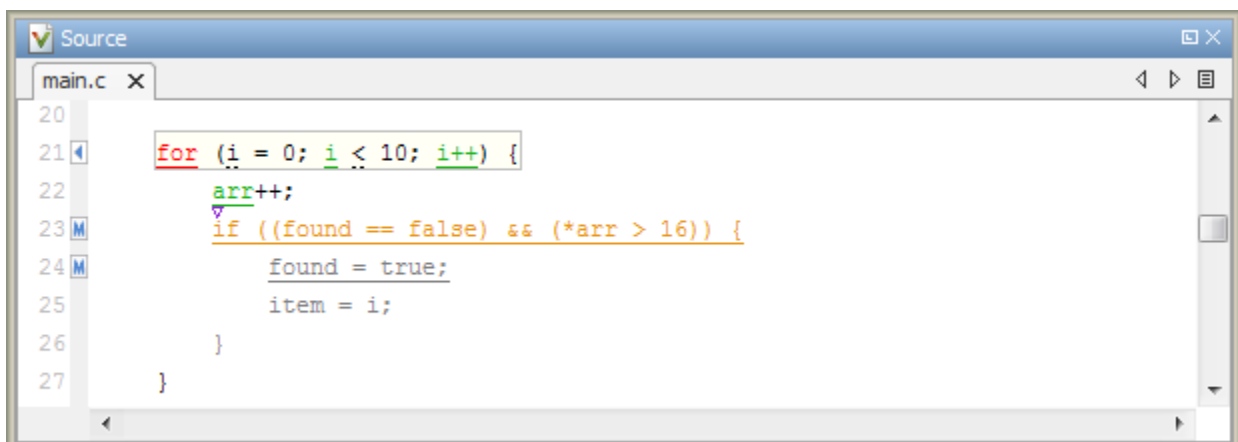 Source
main.c
20
21 for (i = 0; i < 10; i++) {
22 arr++;
23 M if ((found == false) && (*arr > 16)) {
24 M found = true;
25 item = i;
26 }
27 }